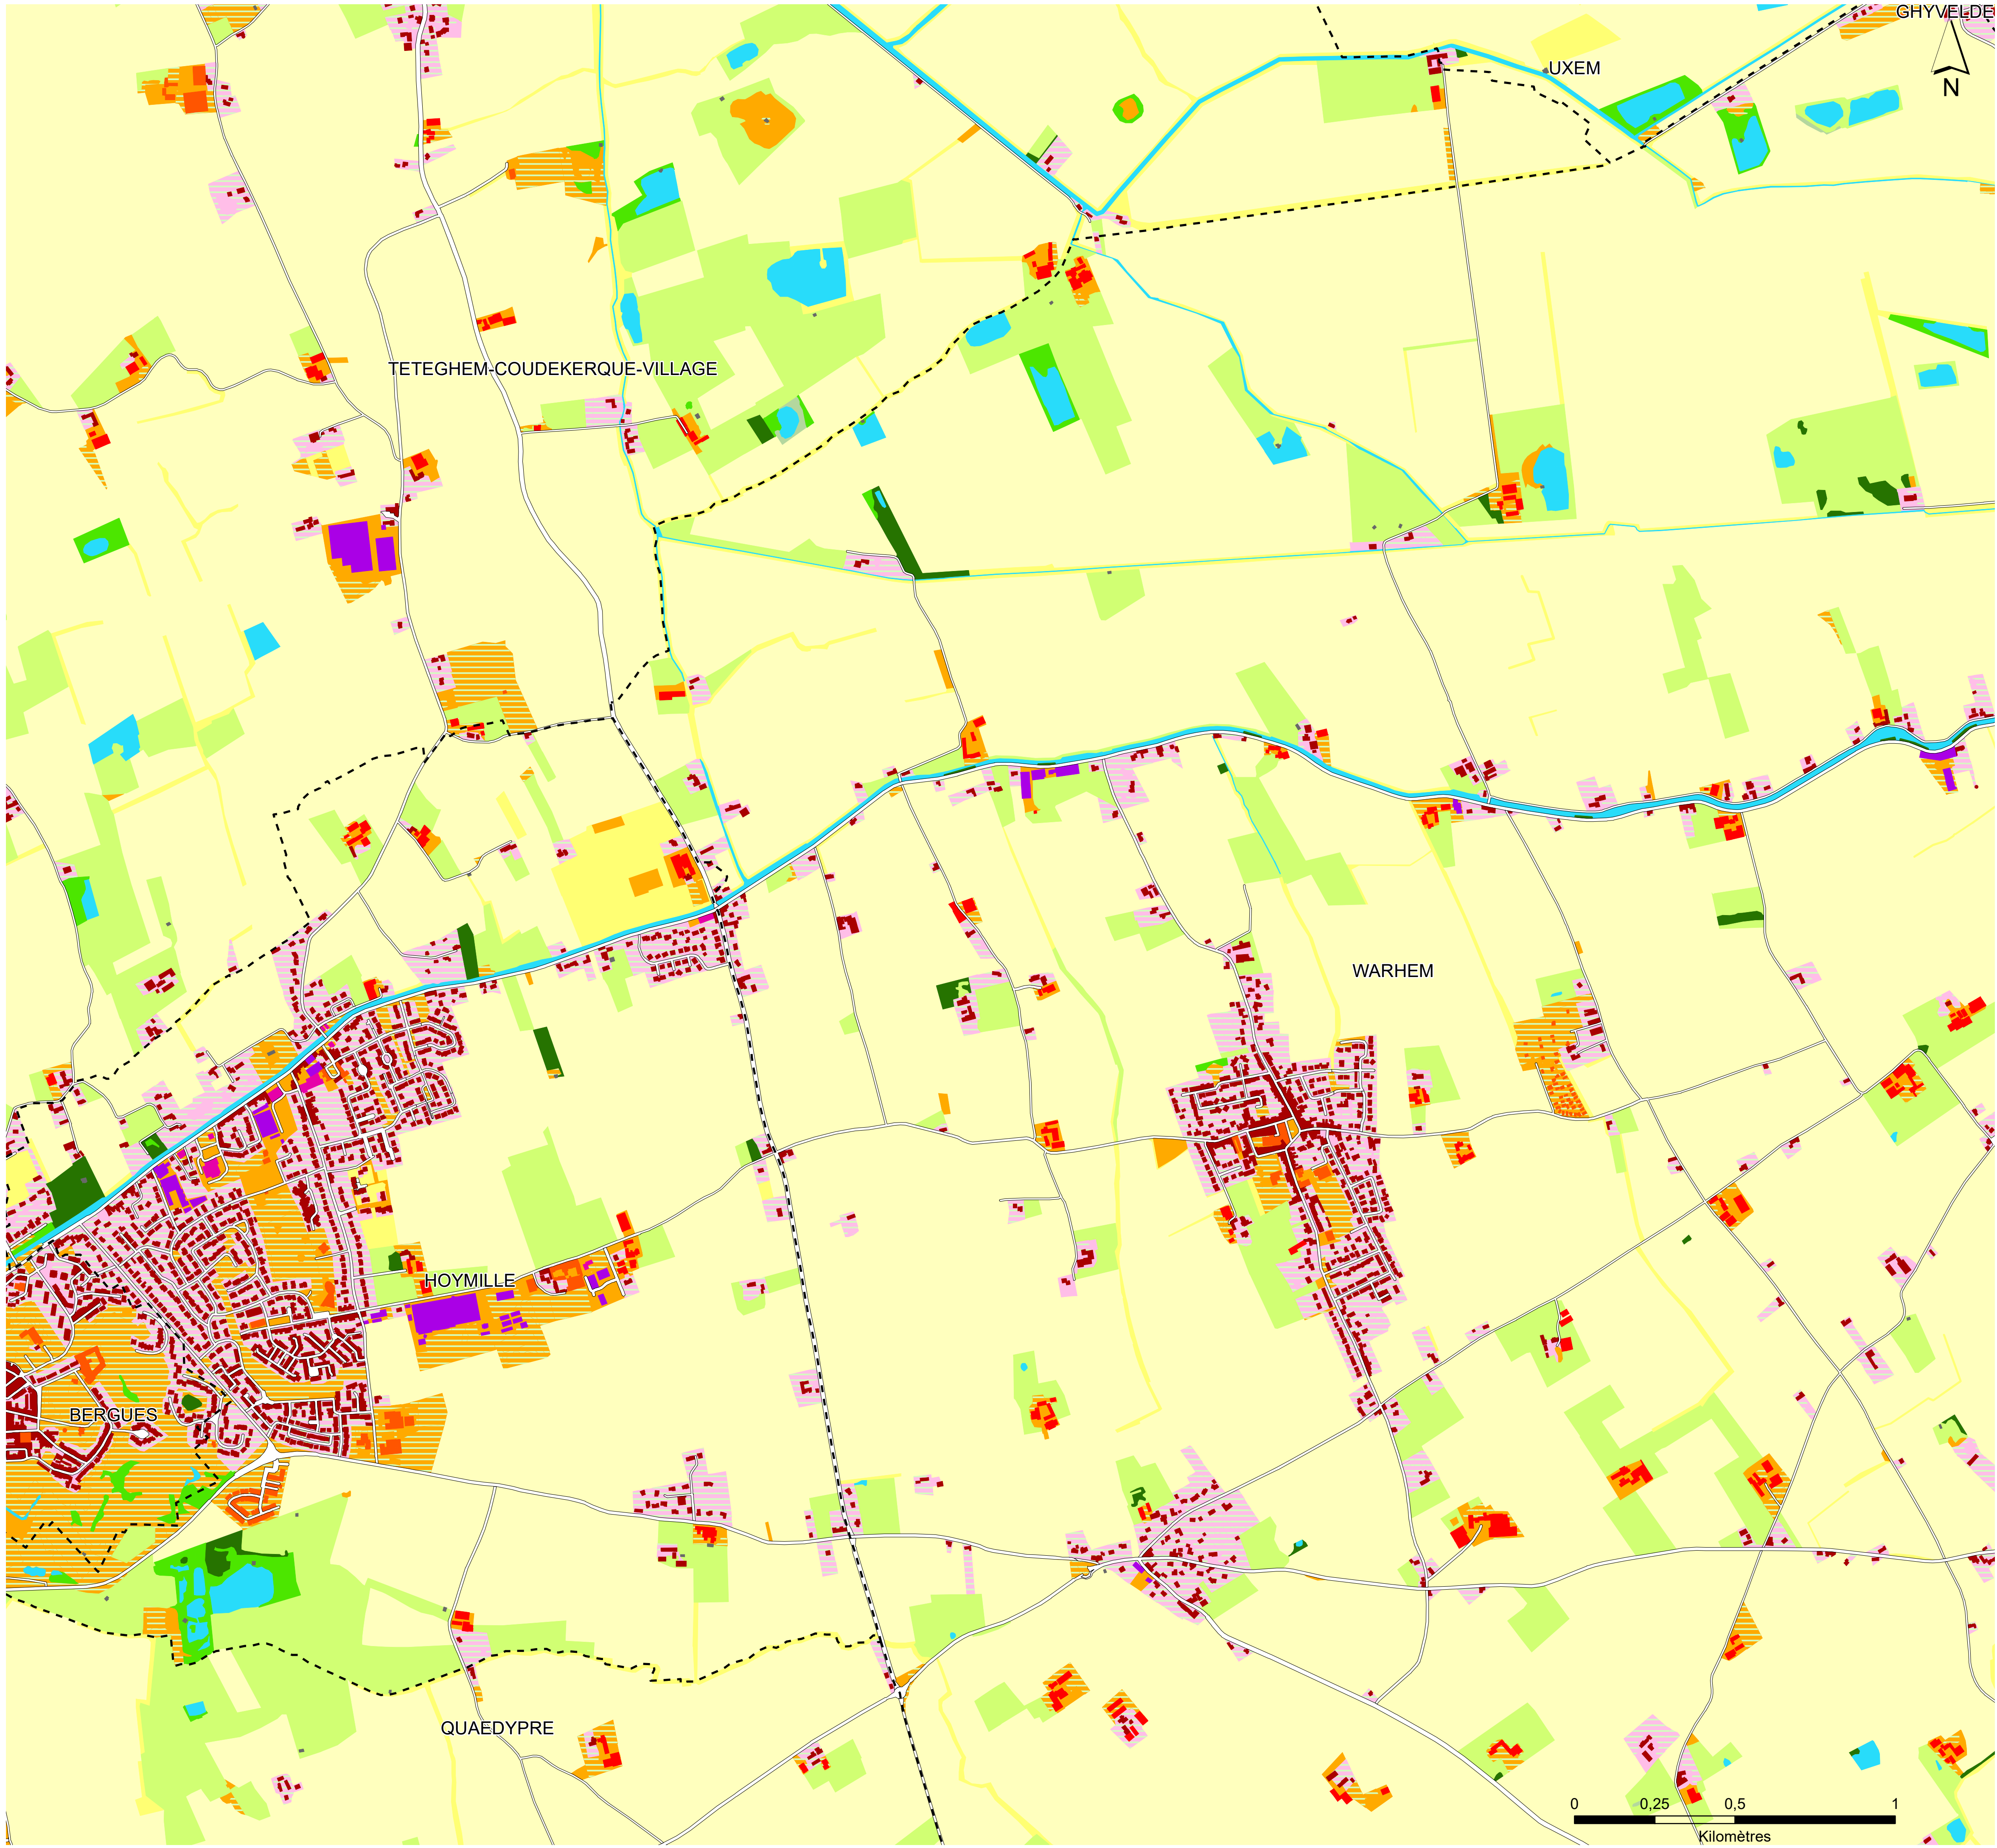 GHYVELDE
UXEM
N
TETEGHEM-COUDEKERQUE-VILLAGE
WARHEM
HOYMILLE
BERGUES
QUAEDYPRE
0 0,25 0,5 1
Kilomètres